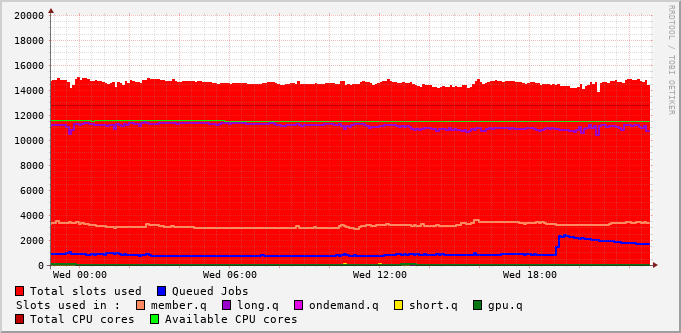 20000
18000
16000
14000
12000
10000
8000
6000
4000
2000
0
Wed 00:00 Wed 06:00 Wed 12:00 Wed 18:00
RRDTOOL / TOBI OETIKER
Total slots used Queued Jobs
Slots used in : member.q long.q ondemand.q short.q gpu.q
Total CPU cores Available CPU cores